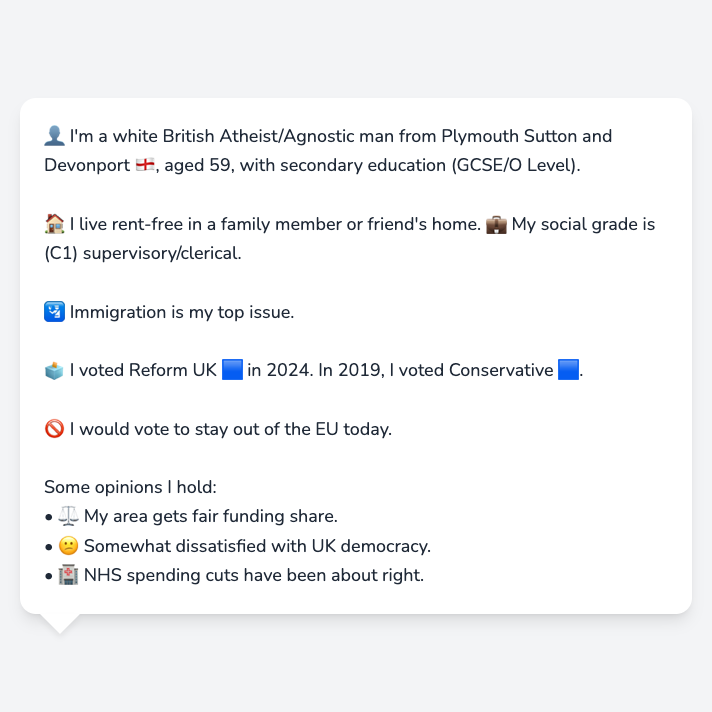 👤 I'm a white British Atheist/Agnostic man from Plymouth Sutton and
Devonport 🏴󠁧󠁢󠁥󠁮󠁧󠁿, aged 59, with secondary education (GCSE/O Level).
🏠 I live rent-free in a family member or friend's home. 💼 My social grade is
(C1) supervisory/clerical.
🛂 Immigration is my top issue.
🗳️ I voted Reform UK 🟦 in 2024. In 2019, I voted Conservative 🟦.
🚫 I would vote to stay out of the EU today.
Some opinions I hold:
• ⚖️ My area gets fair funding share.
• 😕 Somewhat dissatisfied with UK democracy.
• 🏥 NHS spending cuts have been about right.